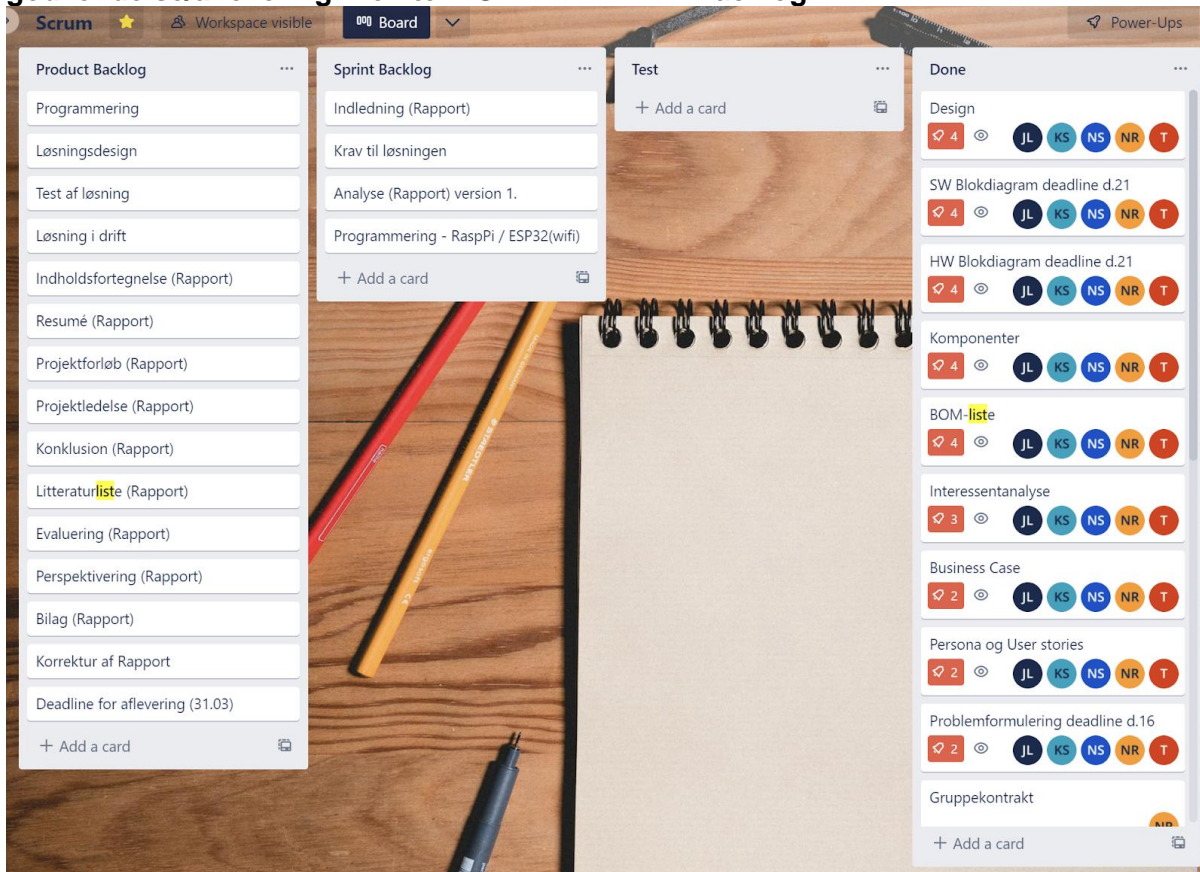 Scrum
Workspace visible
Board
Power-Ups
Product Backlog
Programmering
Løsningsdesign
Test af løsning
Løsning i drift
Indholdsfortegnelse (Rapport)
Resumé (Rapport)
Projektforløb (Rapport)
Projektledelse (Rapport)
Konklusion (Rapport)
Litteraturliste (Rapport)
Evaluering (Rapport)
Perspektivering (Rapport)
Bilag (Rapport)
Korrektur af Rapport
Deadline for aflevering (31.03)
+ Add a card
Sprint Backlog
Indledning (Rapport)
Krav til løsningen
Analyse (Rapport) version 1.
Programmering - RaspPi / ESP32(wifi)
+ Add a card
Test
+ Add a card
Done
Design
4 JL KS NS NR T
SW Blokdiagram deadline d.21
4 JL KS NS NR T
HW Blokdiagram deadline d.21
4 JL KS NS NR T
Komponenter
4 JL KS NS NR T
BOM-liste
4 JL KS NS NR T
Interessentanalyse
3 JL KS NS NR T
Business Case
2 JL KS NS NR T
Persona og User stories
2 JL KS NS NR T
Problemformulering deadline d.16
2 JL KS NS NR T
Gruppekontrakt
NR
+ Add a card
STAEDTLER